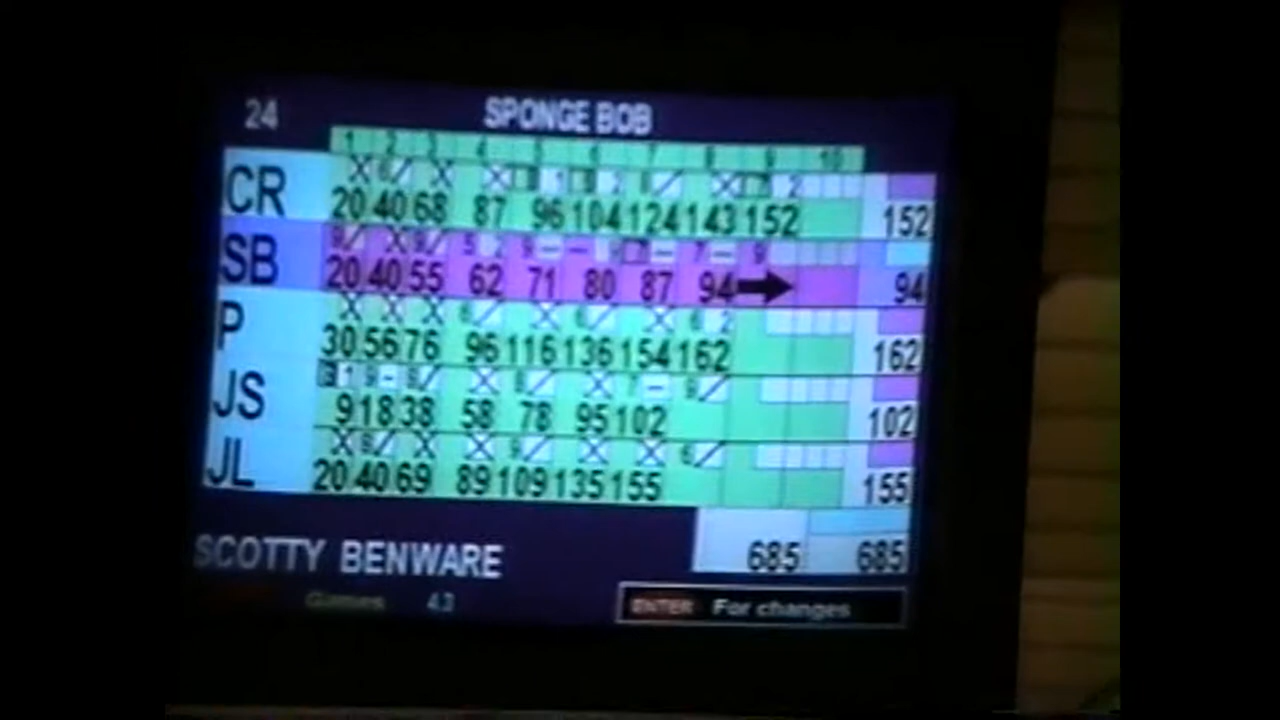 24 SPONGE BOB
1 2 3 4 5 6 7 8 9 10
CR 20 40 68 87 96 104 124 143 152 152
SB 20 40 55 62 71 80 87 94 94
P 30 56 76 96 116 136 154 162 162
JS 9 18 38 58 78 95 102 102
JL 20 40 69 89 109 135 155 155
685 685
SCOTTY BENWARE
Games 43
ENTER For changes